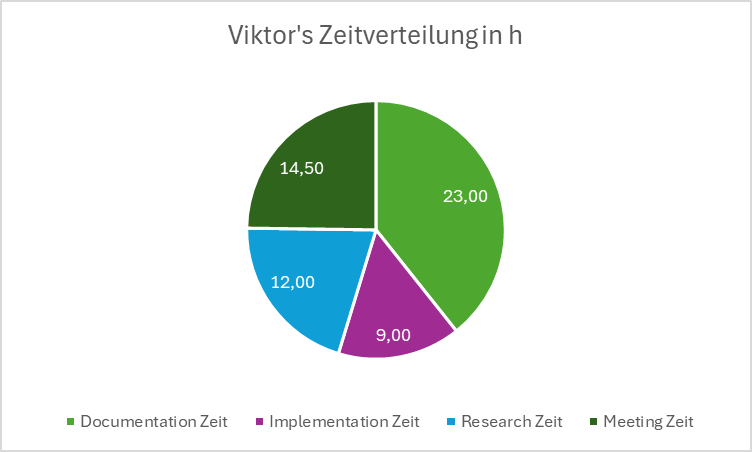 Viktor's Zeitverteilung in h
14,50
23,00
12,00
9,00
Documentation Zeit
Implementation Zeit
Research Zeit
Meeting Zeit